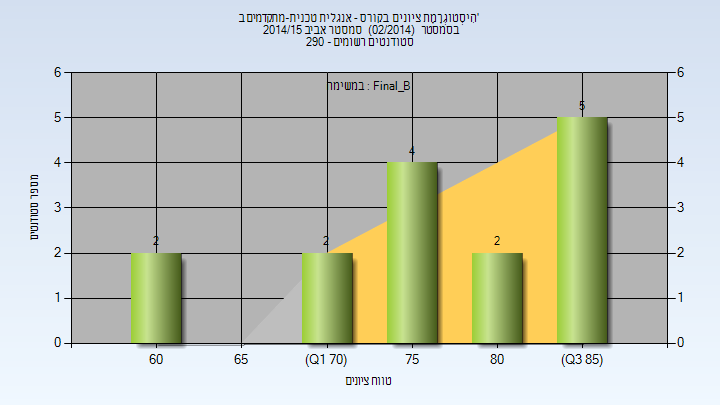 היסטוגרמת ציונים בקורס - אנגלית טכנית-מתקדמים ב'
בסמסטר (02/2014) סמסטר אביב 2014/15
סטודנטים רשומים - 290
במשימה : Final_B
6 6
5 5 5
4 4 4
מספר סטודנטים
3 3
2 2 2 2 2
1 1
0 0
60 65 (Q1 70) 75 80 (Q3 85)
טווח ציונים